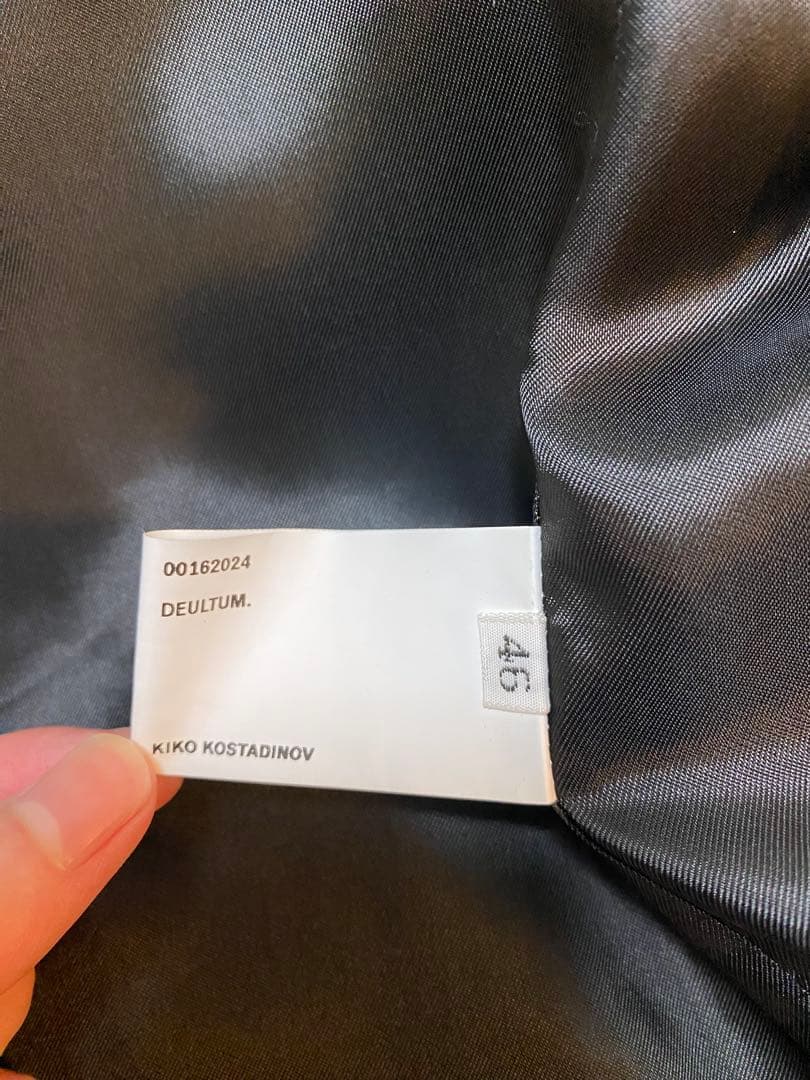 00162024
DEULTUM.
46
KIKO KOSTADINOV